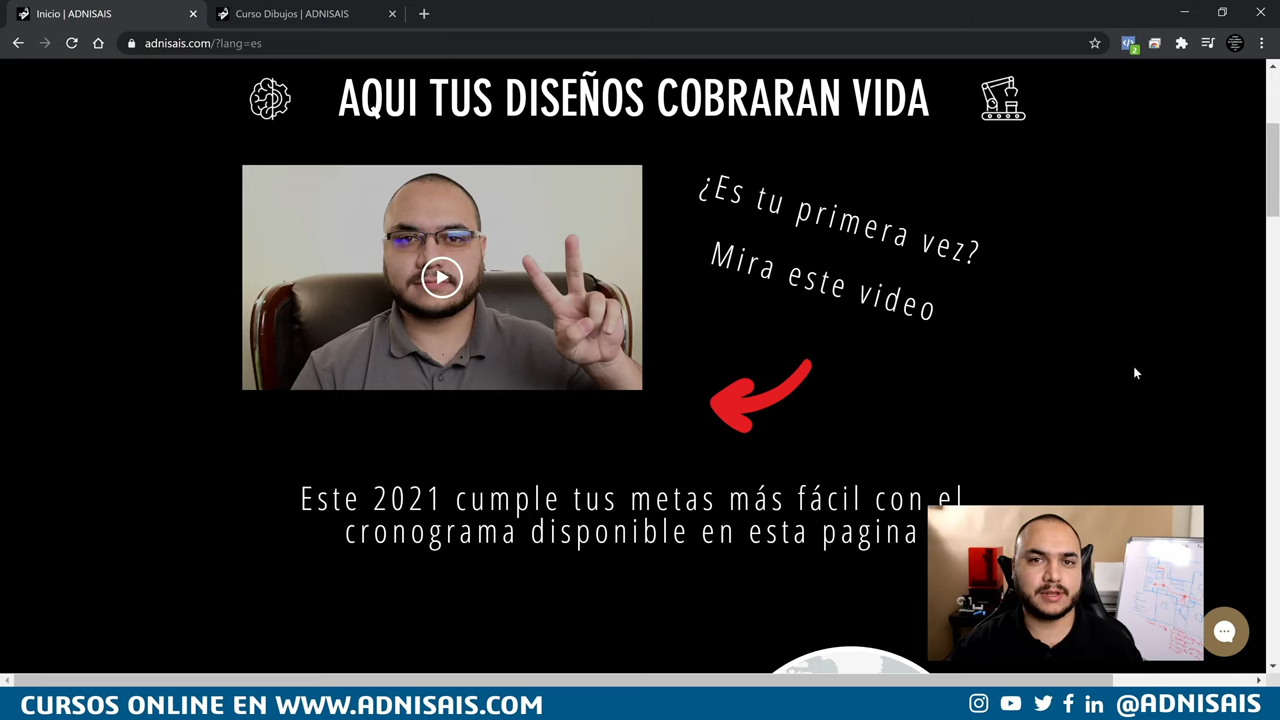 Inicio | ADNISAIS
Curso Dibujos | ADNISAIS
adnisais.com/?lang=es
2
AQUI TUS DISEÑOS COBRARAN VIDA
¿Es tu primera vez?
Mira este video
Este 2021 cumple tus metas más fácil con el
cronograma disponible en esta pagina
CURSOS ONLINE EN WWW.ADNISAIS.COM
@ADNISAIS